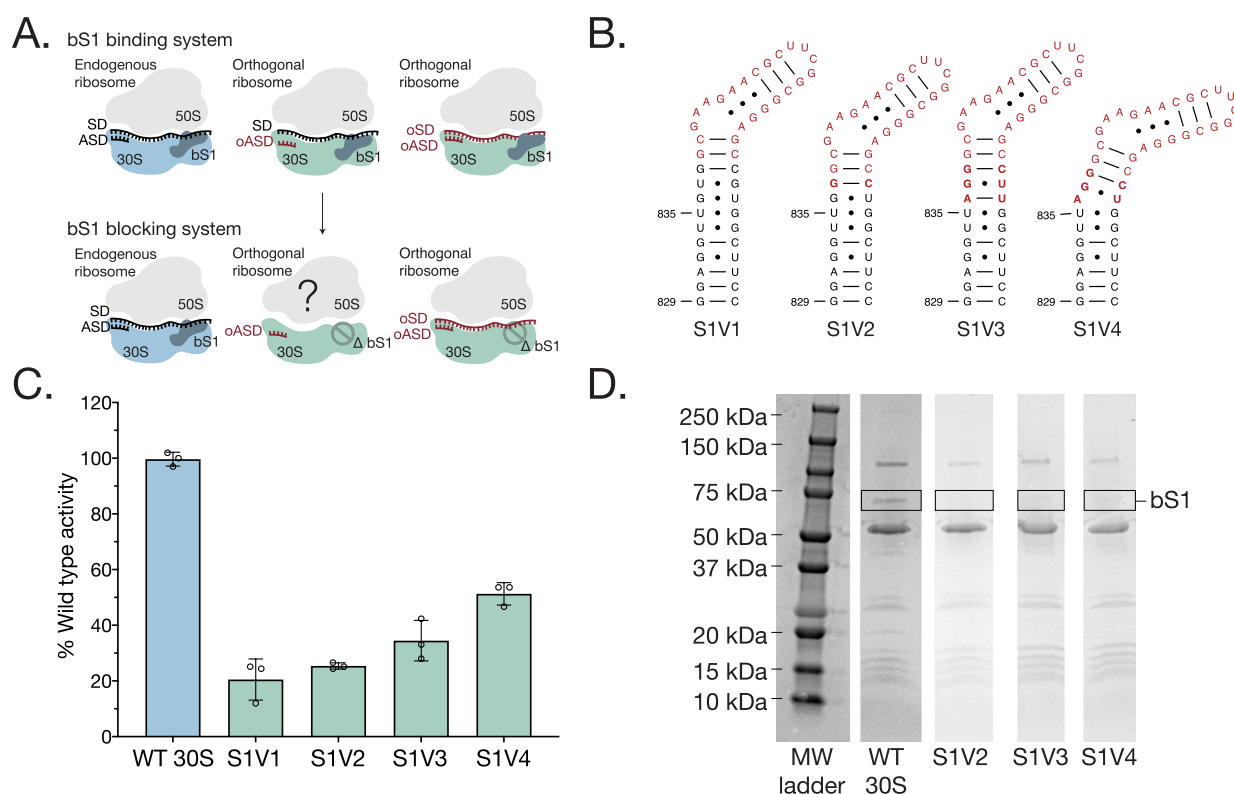 A.
bS1 binding system
Endogenous
ribosome
50S
SD
ASD
30S
bS1
Orthogonal
ribosome
50S
SD
oASD
30S
bS1
Orthogonal
ribosome
50S
oSD
oASD
30S
bS1
bS1 blocking system
Endogenous
ribosome
50S
SD
ASD
30S
bS1
Orthogonal
ribosome
?
50S
oASD
30S
Δ bS1
Orthogonal
ribosome
50S
oSD
oASD
30S
Δ bS1
B.
835
829
S1V1
835
829
S1V2
835
829
S1V3
835
829
S1V4
C.
% Wild type activity
120
100
80
60
40
20
0
WT 30S
S1V1
S1V2
S1V3
S1V4
D.
250 kDa
150 kDa
75 kDa
50 kDa
37 kDa
20 kDa
15 kDa
10 kDa
bS1
MW
ladder
WT
30S
S1V2
S1V3
S1V4